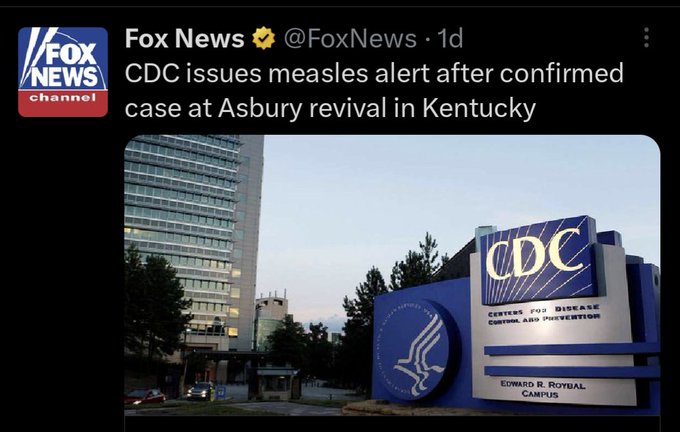 FOX
NEWS
channel
Fox News @FoxNews · 1d
CDC issues measles alert after confirmed
case at Asbury revival in Kentucky
CDC
CENTERS FOR DISEASE
CONTROL AND PREVENTION
EDWARD R. ROYBAL
CAMPUS